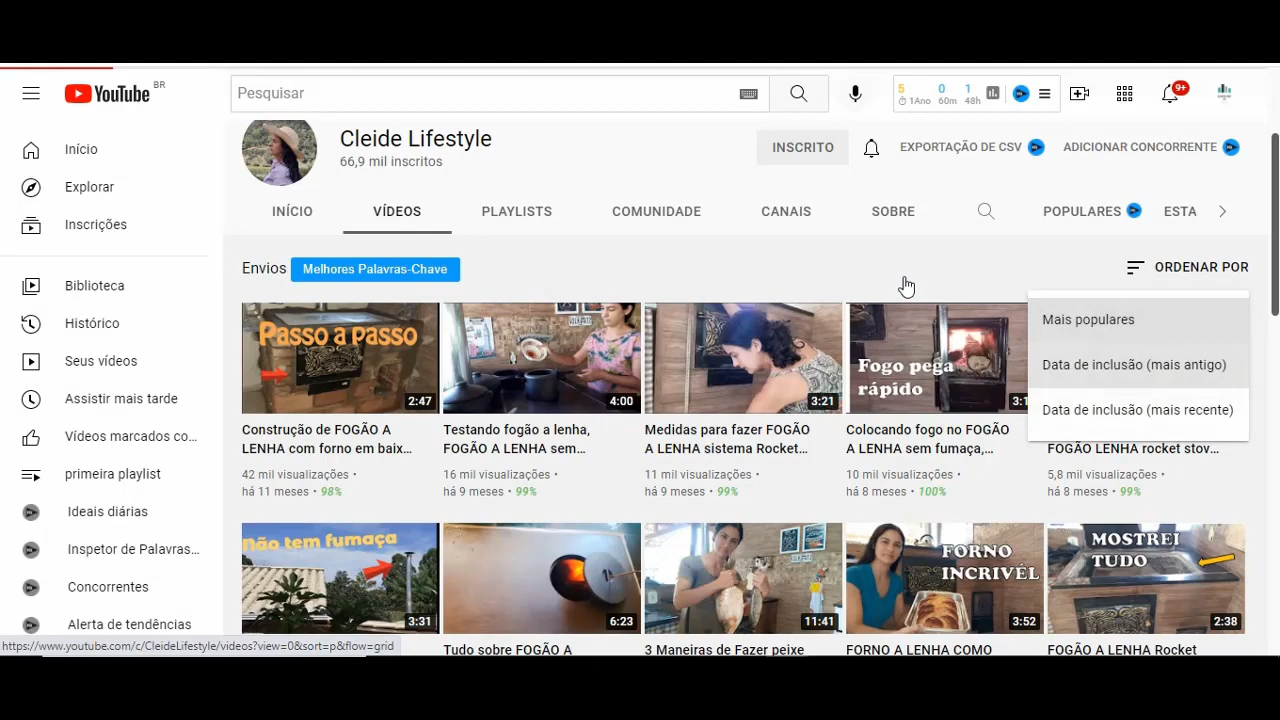 YouTube BR
Pesquisar
5 0 1
1Ano 60m 48h
9+
Início
Explorar
Inscrições
Biblioteca
Histórico
Seus vídeos
Assistir mais tarde
Vídeos marcados co...
primeira playlist
Ideais diárias
Inspetor de Palavras...
Concorrentes
Alerta de tendências
Cleide Lifestyle
66,9 mil inscritos
INSCRITO
EXPORTAÇÃO DE CSV
ADICIONAR CONCORRENTE
INÍCIO VÍDEOS PLAYLISTS COMUNIDADE CANAIS SOBRE POPULARES ESTA
Envios Melhores Palavras-Chave
ORDENAR POR
Mais populares
Data de inclusão (mais antigo)
Data de inclusão (mais recente)
Passo a passo
2:47
Construção de FOGÃO A
LENHA com forno em baix...
42 mil visualizações •
há 11 meses • 98%
4:00
Testando fogão a lenha,
FOGÃO A LENHA sem...
16 mil visualizações •
há 9 meses • 99%
3:21
Medidas para fazer FOGÃO
A LENHA sistema Rocket...
11 mil visualizações •
há 9 meses • 99%
Fogo pega
rápido
3:1
Colocando fogo no FOGÃO
A LENHA sem fumaça,...
10 mil visualizações •
há 8 meses • 100%
FOGÃO A LENHA rocket stov...
5,8 mil visualizações •
há 8 meses • 99%
Não tem fumaça
3:31
6:23
Tudo sobre FOGÃO A
11:41
3 Maneiras de Fazer peixe
FORNO
INCRIVÉL
3:52
FORNO A LENHA COMO
MOSTREI
TUDO
2:38
FOGÃO A LENHA Rocket
https://www.youtube.com/c/CleideLifestyle/videos?view=0&sort=p&flow=grid